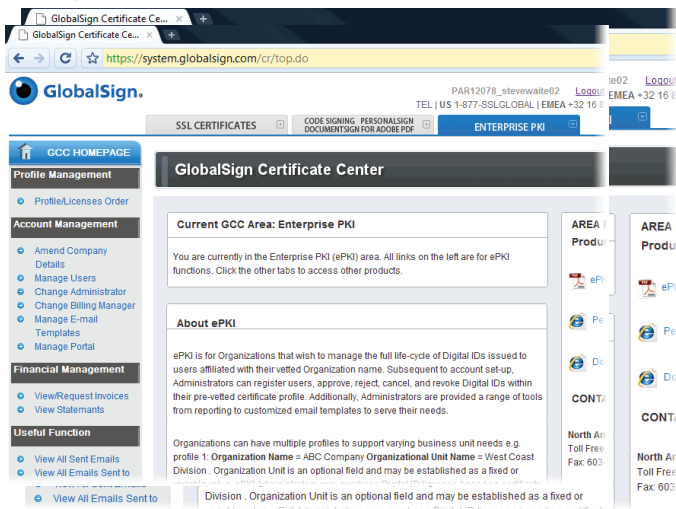 GlobalSign Certificate Ce...
GlobalSign Certificate Ce...
https://system.globalsign.com/cr/top.do
GlobalSign.
PAR12078_stevewaite02 Logout
TEL | US 1-877-SSLGLOBAL | EMEA +32 16 8
te02 Logout
EMEA +32 16 8
SSL CERTIFICATES
CODE SIGNING PERSONALSIGN
DOCUMENTSIGN FOR ADOBE PDF
ENTERPRISE PKI
GCC HOMEPAGE
Profile Management
Profile/Licenses Order
Account Management
Amend Company
Details
Manage Users
Change Administrator
Change Billing Manager
Manage E-mail
Templates
Manage Portal
Financial Management
View/Request Invoices
View Statemants
Useful Function
View All Sent Emails
View All Emails Sent to
View All Emails Sent to
GlobalSign Certificate Center
Current GCC Area: Enterprise PKI
You are currently in the Enterprise PKI (ePKI) area. All links on the left are for ePKI
functions. Click the other tabs to access other products.
About ePKI
ePKI is for Organizations that wish to manage the full life-cycle of Digital IDs issued to
users affiliated with their vetted Organization name. Subsequent to account set-up,
Administrators can register users, approve, reject, cancel, and revoke Digital IDs within
their pre-vetted certificate profile. Additionally, Administrators are provided a range of tools
from reporting to customized email templates to serve their needs.
Organizations can have multiple profiles to support varying business unit needs e.g.
profile 1: Organization Name = ABC Company Organizational Unit Name = West Coast
Division . Organization Unit is an optional field and may be established as a fixed or
Division . Organization Unit is an optional field and may be established as a fixed or
AREA
Produ
ePK
Pe
Do
CONTA
North Am
Toll Free
Fax: 603-
AREA
Produ
ePK
Pe
Do
CONT
North Am
Toll Free
Fax: 603